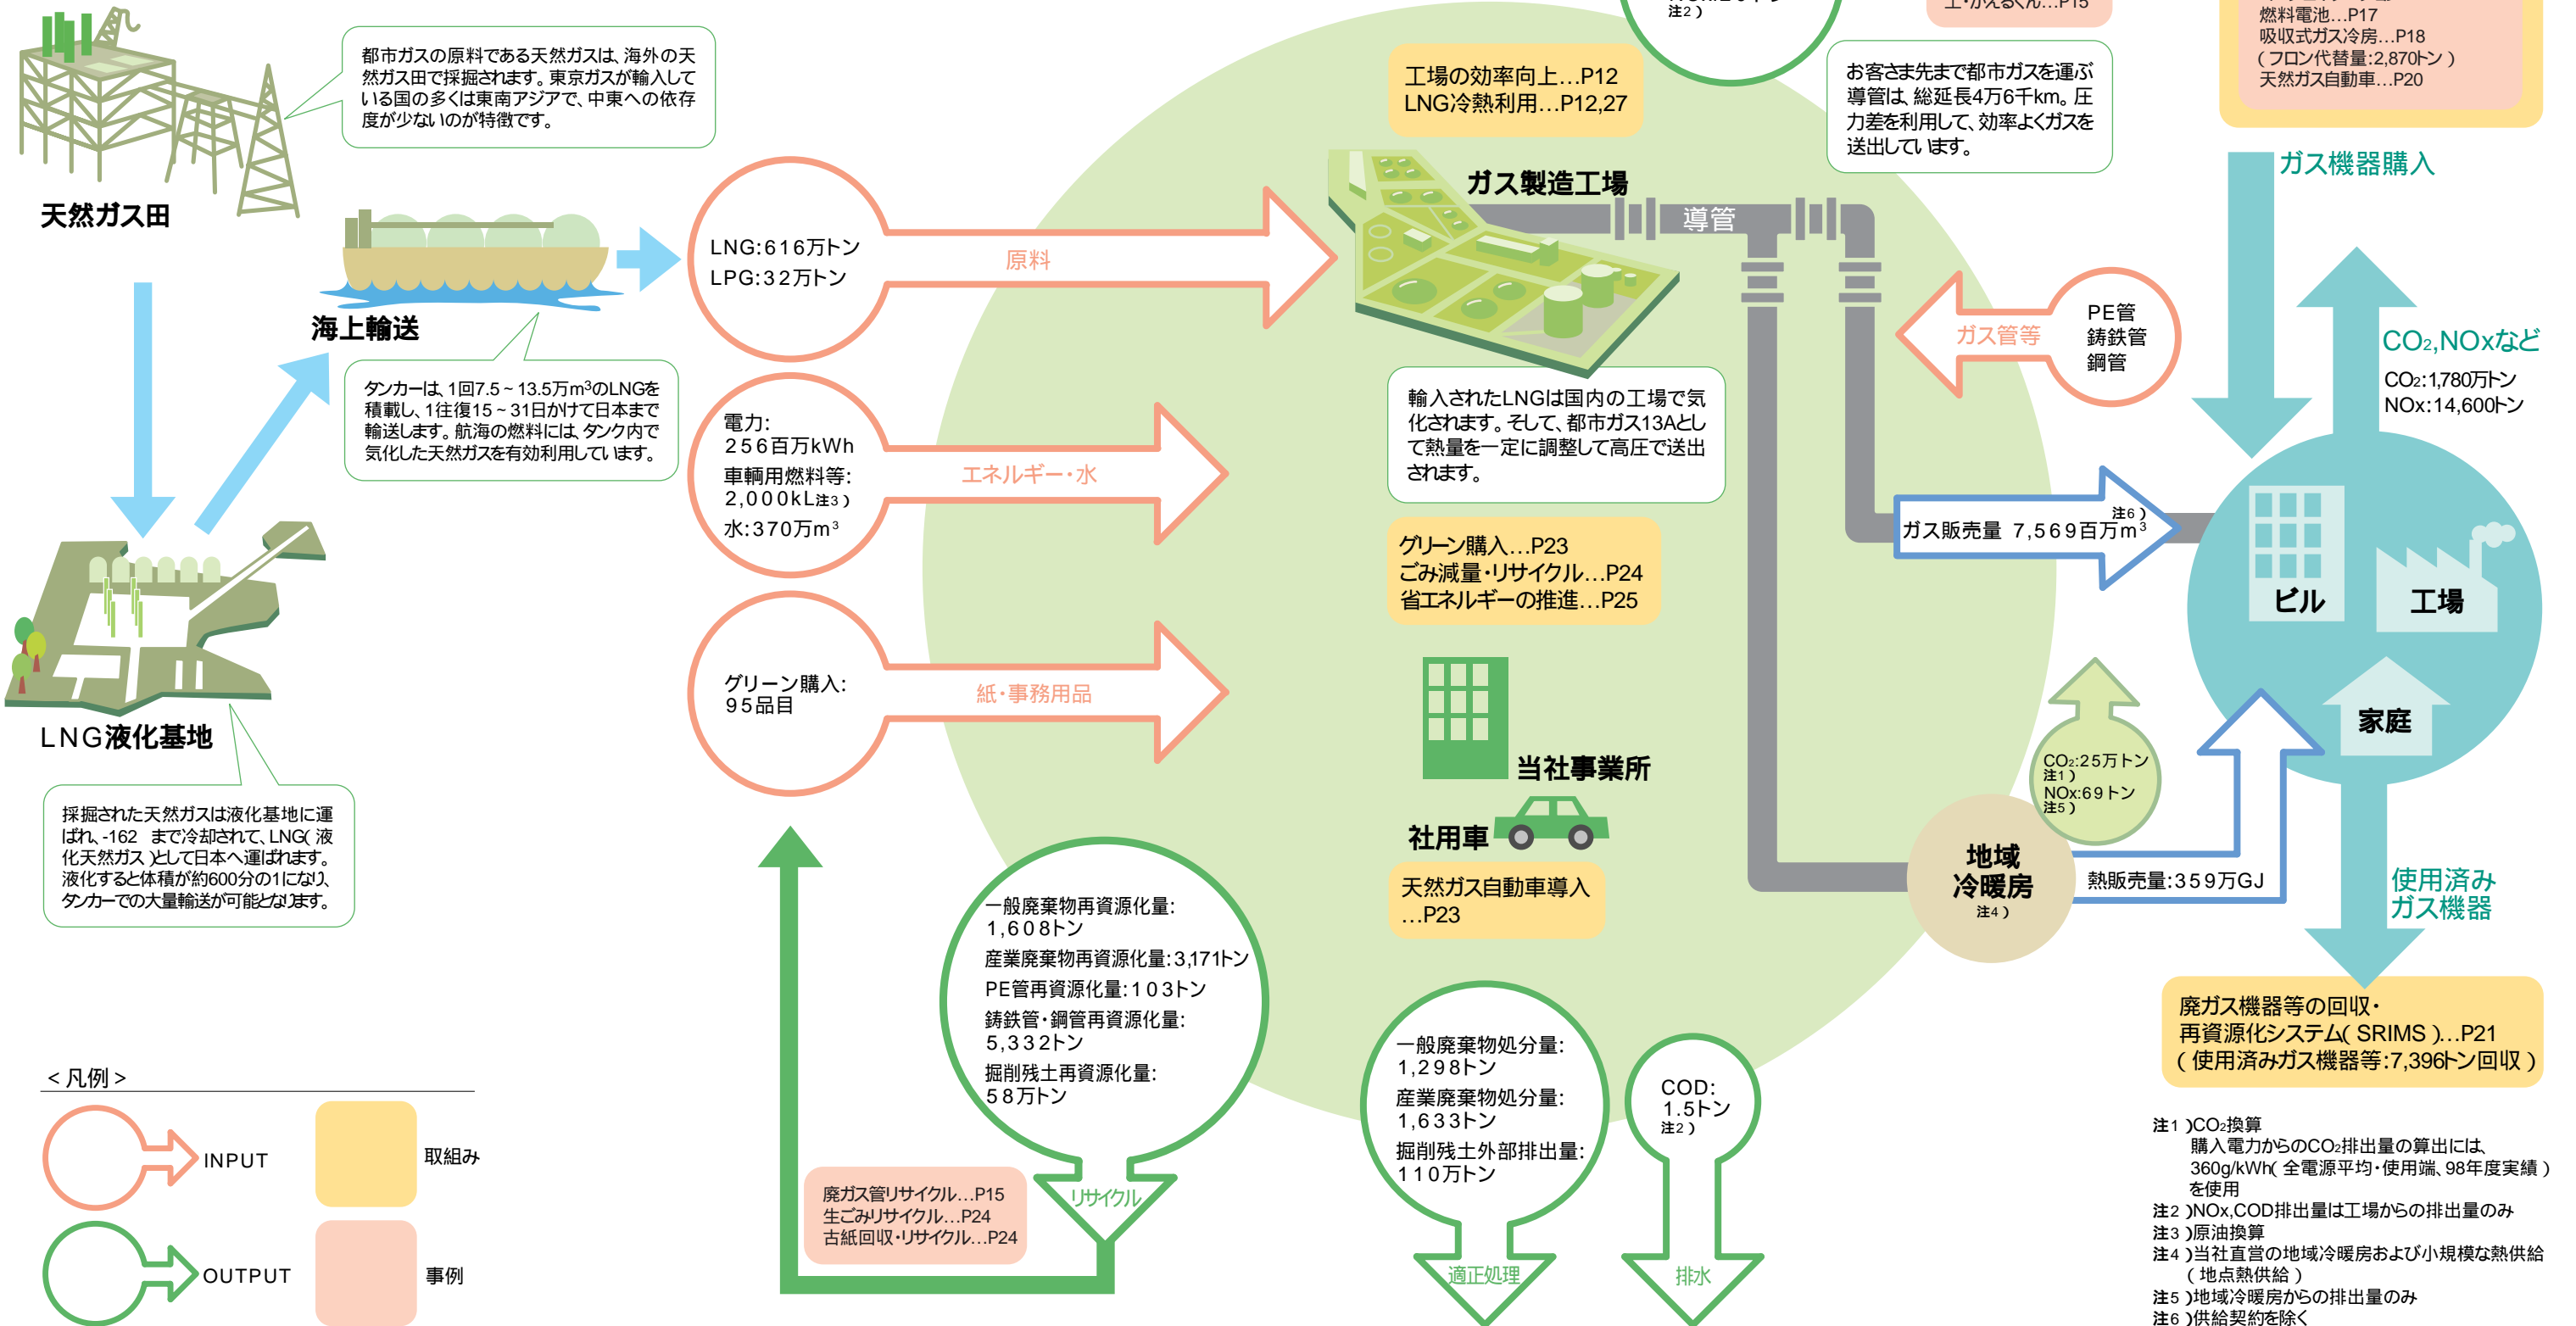 注2）
燃料電池…P17
吸収式ガス冷房…P18
（フロン代替量:2,870トン）
天然ガス自動車…P20
都市ガスの原料である天然ガスは、海外の天
然ガス田で採掘されます。東京ガスが輸入して
いる国の多くは東南アジアで、中東への依存
度が少ないのが特徴です。
天然ガス田
工場の効率向上…P12
LNG冷熱利用…P12,27
お客さま先まで都市ガスを運ぶ
導管は、総延長4万6千km。圧
力差を利用して、効率よくガスを
送出しています。
ガス機器購入
ガス製造工場
導管
LNG:616万トン
LPG:32万トン
原料
海上輸送
タンカーは、1回7.5~13.5万m³のLNGを
積載し、1往復15~31日かけて日本まで
輸送します。航海の燃料には、タンク内で
気化した天然ガスを有効利用しています。
ガス管等
PE管
鋳鉄管
鋼管
CO₂,NOxなど
CO₂:1,780万トン
NOx:14,600トン
輸入されたLNGは国内の工場で気
化されます。そして、都市ガス13Aとし
て熱量を一定に調整して高圧で送出
されます。
電力:
256百万kWh
車輌用燃料等:
2,000kL注3）
水:370万m³
エネルギー・水
グリーン購入…P23
ごみ減量・リサイクル…P24
省エネルギーの推進…P25
ガス販売量 7,569百万m³
注6）
ビル
工場
家庭
グリーン購入:
95品目
紙・事務用品
当社事業所
社用車
天然ガス自動車導入
…P23
LNG液化基地
採掘された天然ガスは液化基地に運
ばれ、-162 まで冷却されて、LNG（液
化天然ガス）として日本へ運ばれます。
液化すると体積が約600分の1になり、
タンカーでの大量輸送が可能となります。
CO₂:25万トン
注1）
NOx:69トン
注5）
地域
冷暖房
注4）
熱販売量:359万GJ
使用済み
ガス機器
一般廃棄物再資源化量:
1,608トン
産業廃棄物再資源化量:3,171トン
PE管再資源化量:103トン
鋳鉄管・鋼管再資源化量:
5,332トン
掘削残土再資源化量:
58万トン
リサイクル
廃ガス管リサイクル…P15
生ごみリサイクル…P24
古紙回収・リサイクル…P24
一般廃棄物処分量:
1,298トン
産業廃棄物処分量:
1,633トン
掘削残土外部排出量:
110万トン
適正処理
COD:
1.5トン
注2）
排水
廃ガス機器等の回収・
再資源化システム（SRIMS）…P21
（使用済みガス機器等:7,396トン回収）
<凡例>
INPUT
取組み
OUTPUT
事例
注1）CO₂換算
購入電力からのCO₂排出量の算出には、
360g/kWh（全電源平均・使用端、98年度実績）
を使用
注2）NOx,COD排出量は工場からの排出量のみ
注3）原油換算
注4）当社直営の地域冷暖房および小規模な熱供給
（地点熱供給）
注5）地域冷暖房からの排出量のみ
注6）供給契約を除く